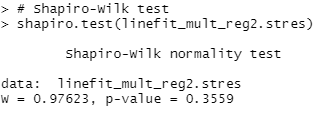 > # Shapiro-Wilk test
> shapiro.test(linefit_mult_reg2.stres)
Shapiro-Wilk normality test
data:  linefit_mult_reg2.stres
W = 0.97623, p-value = 0.3559